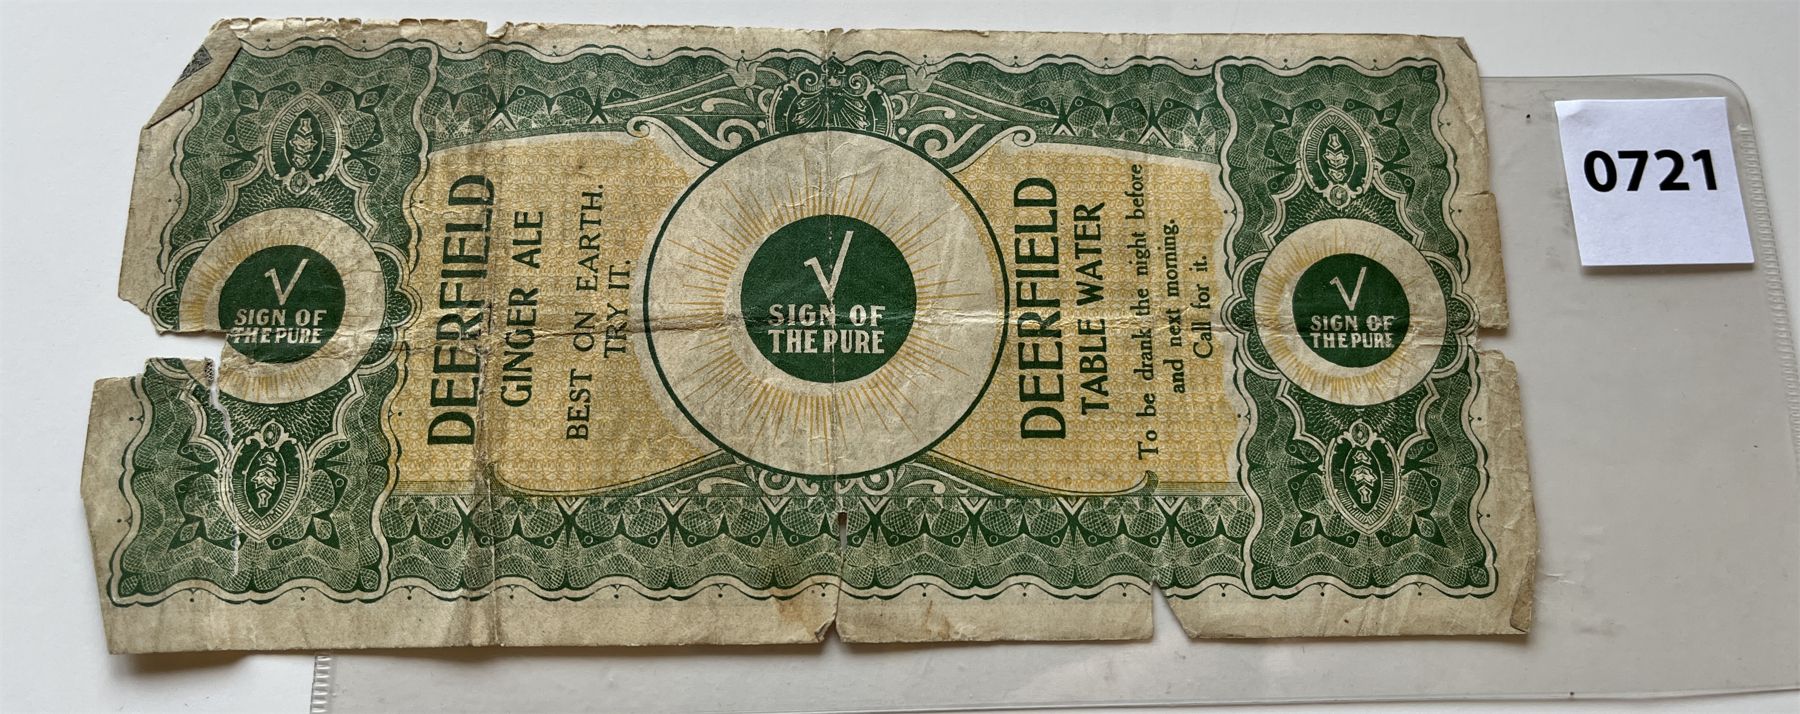 √
SIGN OF
THE PURE
DEERFIELD
GINGER ALE
BEST ON EARTH.
TRY IT.
√
SIGN OF
THE PURE
DEERFIELD
TABLE WATER
To be drank the night before
and next morning.
Call for it.
√
SIGN OF
THE PURE
0721